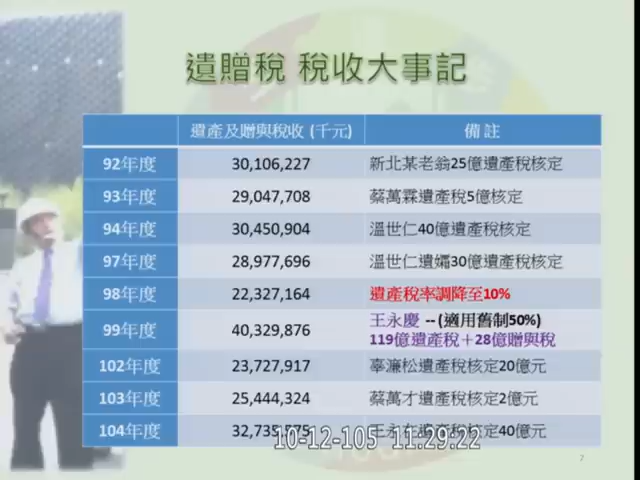 遺贈稅 稅收大事記
遺產及贈與稅收 (千元) 備註
92年度 30,106,227 新北某老翁25億遺產稅核定
93年度 29,047,708 蔡萬霖遺產稅5億核定
94年度 30,450,904 溫世仁40億遺產稅核定
97年度 28,977,696 溫世仁遺孀30億遺產稅核定
98年度 22,327,164 遺產稅率調降至10%
99年度 40,329,876 王永慶 -- (適用舊制50%)
119億遺產稅＋28億贈與稅
102年度 23,727,917 辜濂松遺產稅核定20億元
103年度 25,444,324 蔡萬才遺產稅核定2億元
104年度 遺產稅核定40億元
10-12-105 11:29:22
7